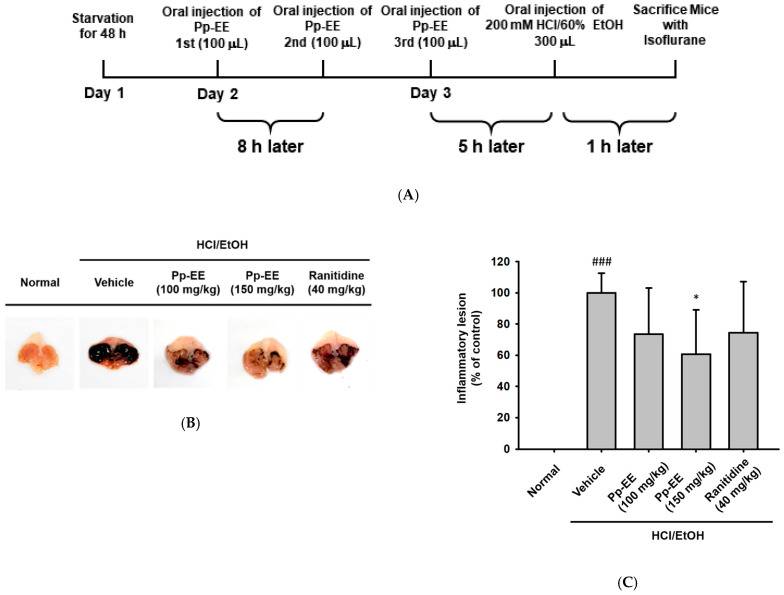 Starvation
for 48 h
Oral injection of
Pp-EE
1st (100 μL)
Oral injection of
Pp-EE
2nd (100 μL)
Oral injection of
Pp-EE
3rd (100 μL)
Oral injection of
200 mM HCl/60% EtOH
300 μL
Sacrifice Mice
with
Isoflurane
Day 1
Day 2
Day 3
8 h later
5 h later
1 h later
(A)
HCl/EtOH
Normal
Vehicle
Pp-EE
(100 mg/kg)
Pp-EE
(150 mg/kg)
Ranitidine
(40 mg/kg)
(B)
Inflammatory lesion
(% of control)
120
100
80
60
40
20
0
###
*
Normal
Vehicle
Pp-EE
(100 mg/kg)
Pp-EE
(150 mg/kg)
Ranitidine
(40 mg/kg)
HCl/EtOH
(C)